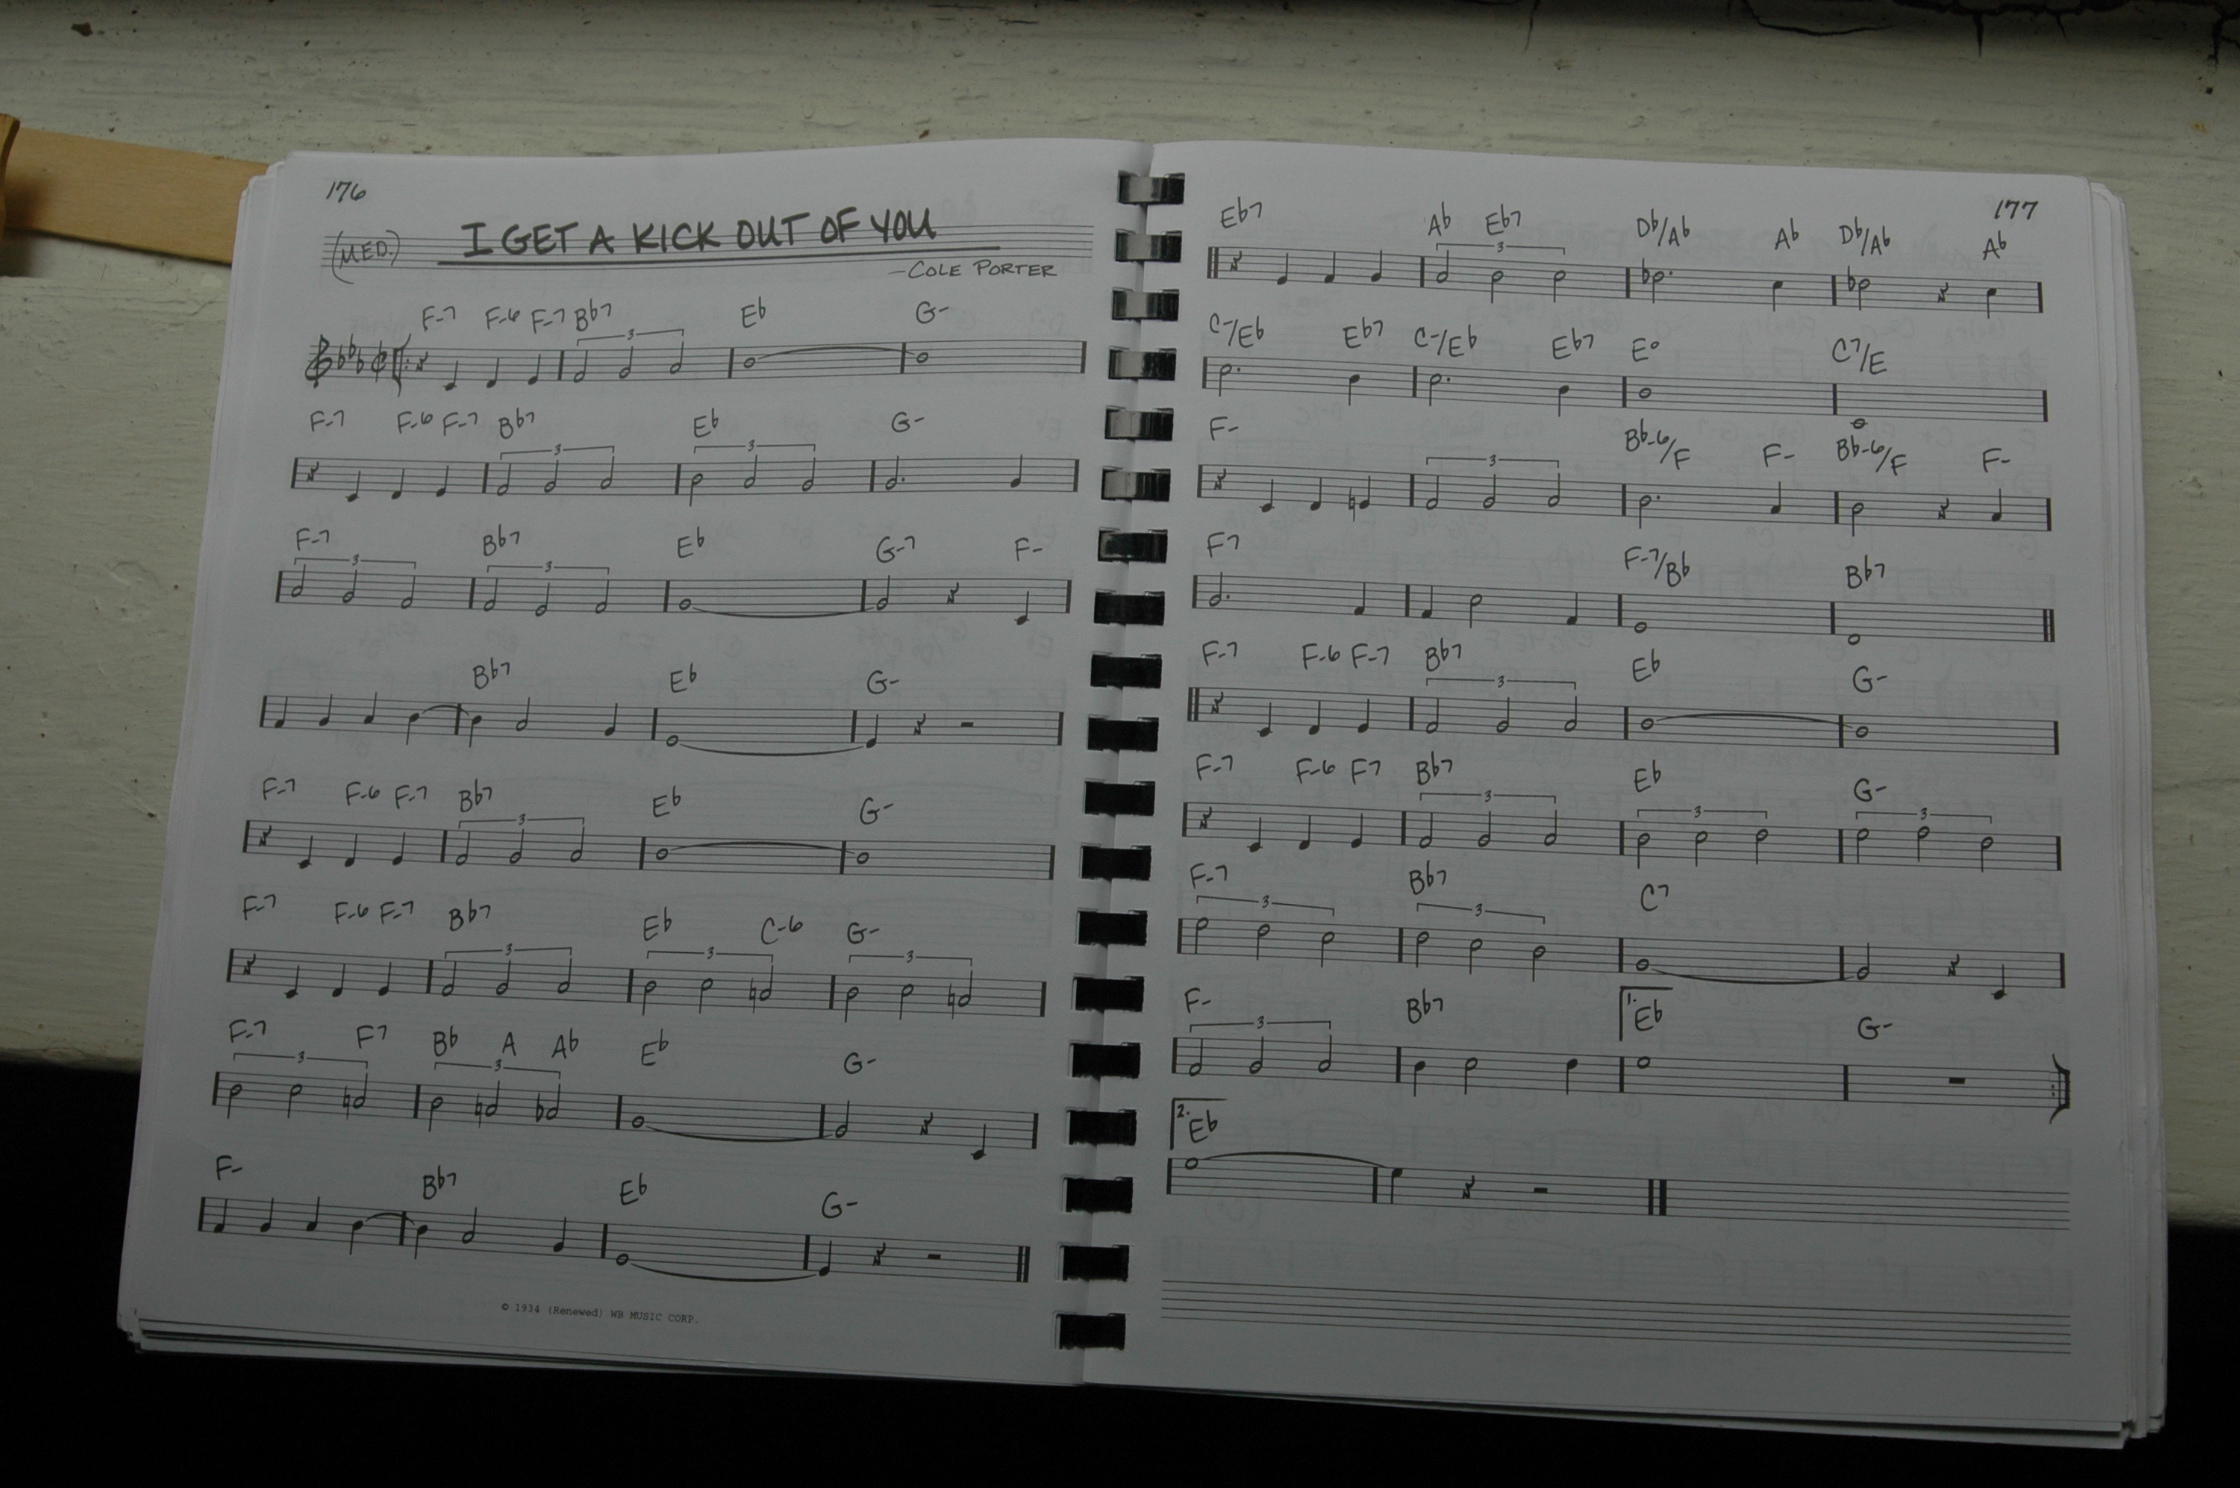 176
(MED.) I GET A KICK OUT OF YOU
—COLE PORTER
F-7 F-6 F-7 Bb7 Eb G-
3
F-7 F-6 F-7 Bb7 Eb G-
3 3
F-7 Bb7 Eb G-7 F-
3 3
Bb7 Eb G-
F-7 F-6 F-7 Bb7 Eb G-
3
F-7 F-6 F-7 Bb7 Eb C-6 G-
3 3 3
F-7 F7 Bb A Ab Eb G-
3 3
F- Bb7 Eb G-
© 1934 (Renewed) WB MUSIC CORP.
177
Eb7 Ab Eb7 Db/Ab Ab Db/Ab Ab
3
C-/Eb Eb7 C-/Eb Eb7 E° C7/E
F- Bb-6/F F- Bb-6/F F-
3
F7 F-7/Bb Bb7
F-7 F-6 F-7 Bb7 Eb G-
3
F-7 F-6 F7 Bb7 Eb G-
3 3 3
F-7 Bb7 C7
3 3
F- Bb7 1. Eb G-
3
2. Eb